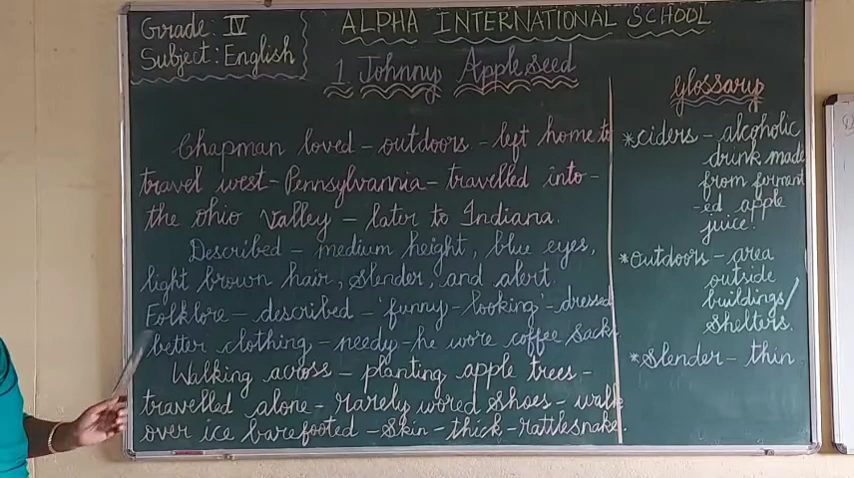 Grade: IV
Subject: English
ALPHA INTERNATIONAL SCHOOL
1. Johnny Appleseed
Chapman loved - outdoors - left home to
travel west - Pennsylvannia - travelled into -
the ohio Valley - later to Indiana.
Described - medium height, blue eyes,
light brown hair, slender, and alert.
Folklore - described - 'funny - looking' - dressed
better clothing - needy - he wore coffee sacks
Walking across - planting apple trees -
travelled alone - rarely wored shoes - walk
over ice barefooted - skin - thick - rattlesnake.
Glossary
*ciders - alcoholic
drink made
from forment
-ed apple
juice.
*Outdoors - area
outside
buildings/
shelters.
*Slender - thin